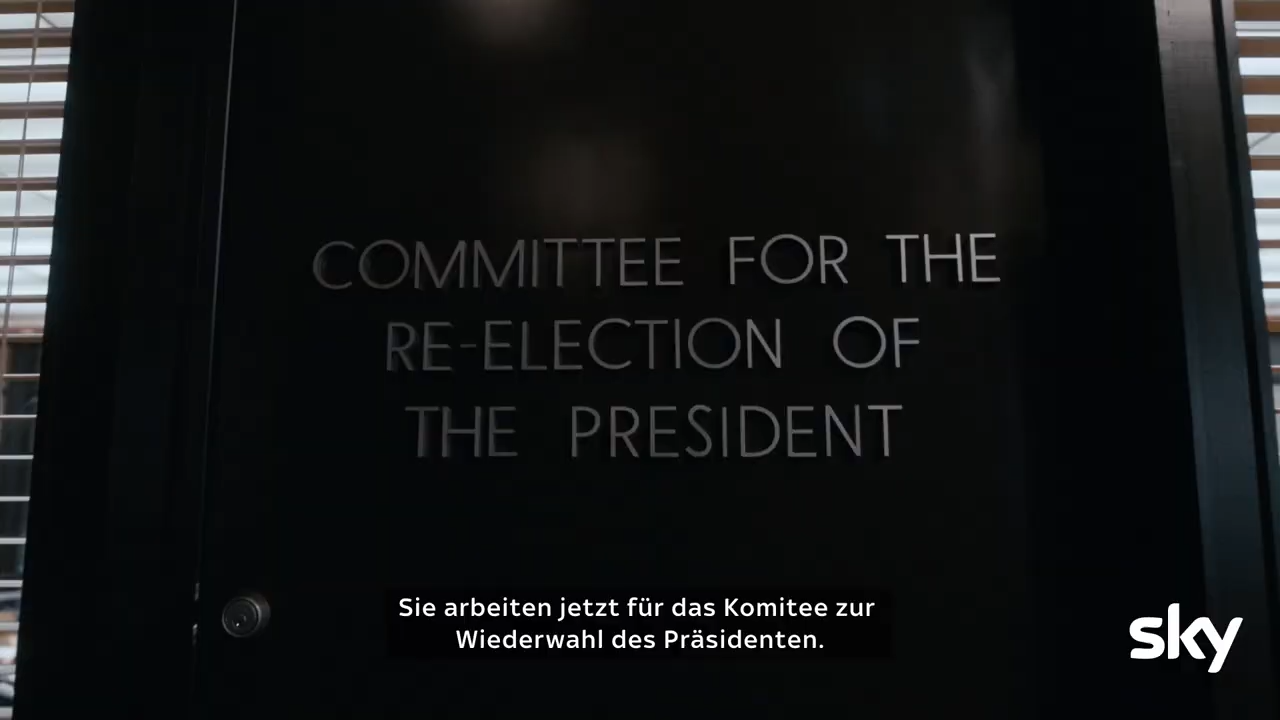 COMMITTEE FOR THE
RE-ELECTION OF
THE PRESIDENT
Sie arbeiten jetzt für das Komitee zur
Wiederwahl des Präsidenten.
sky